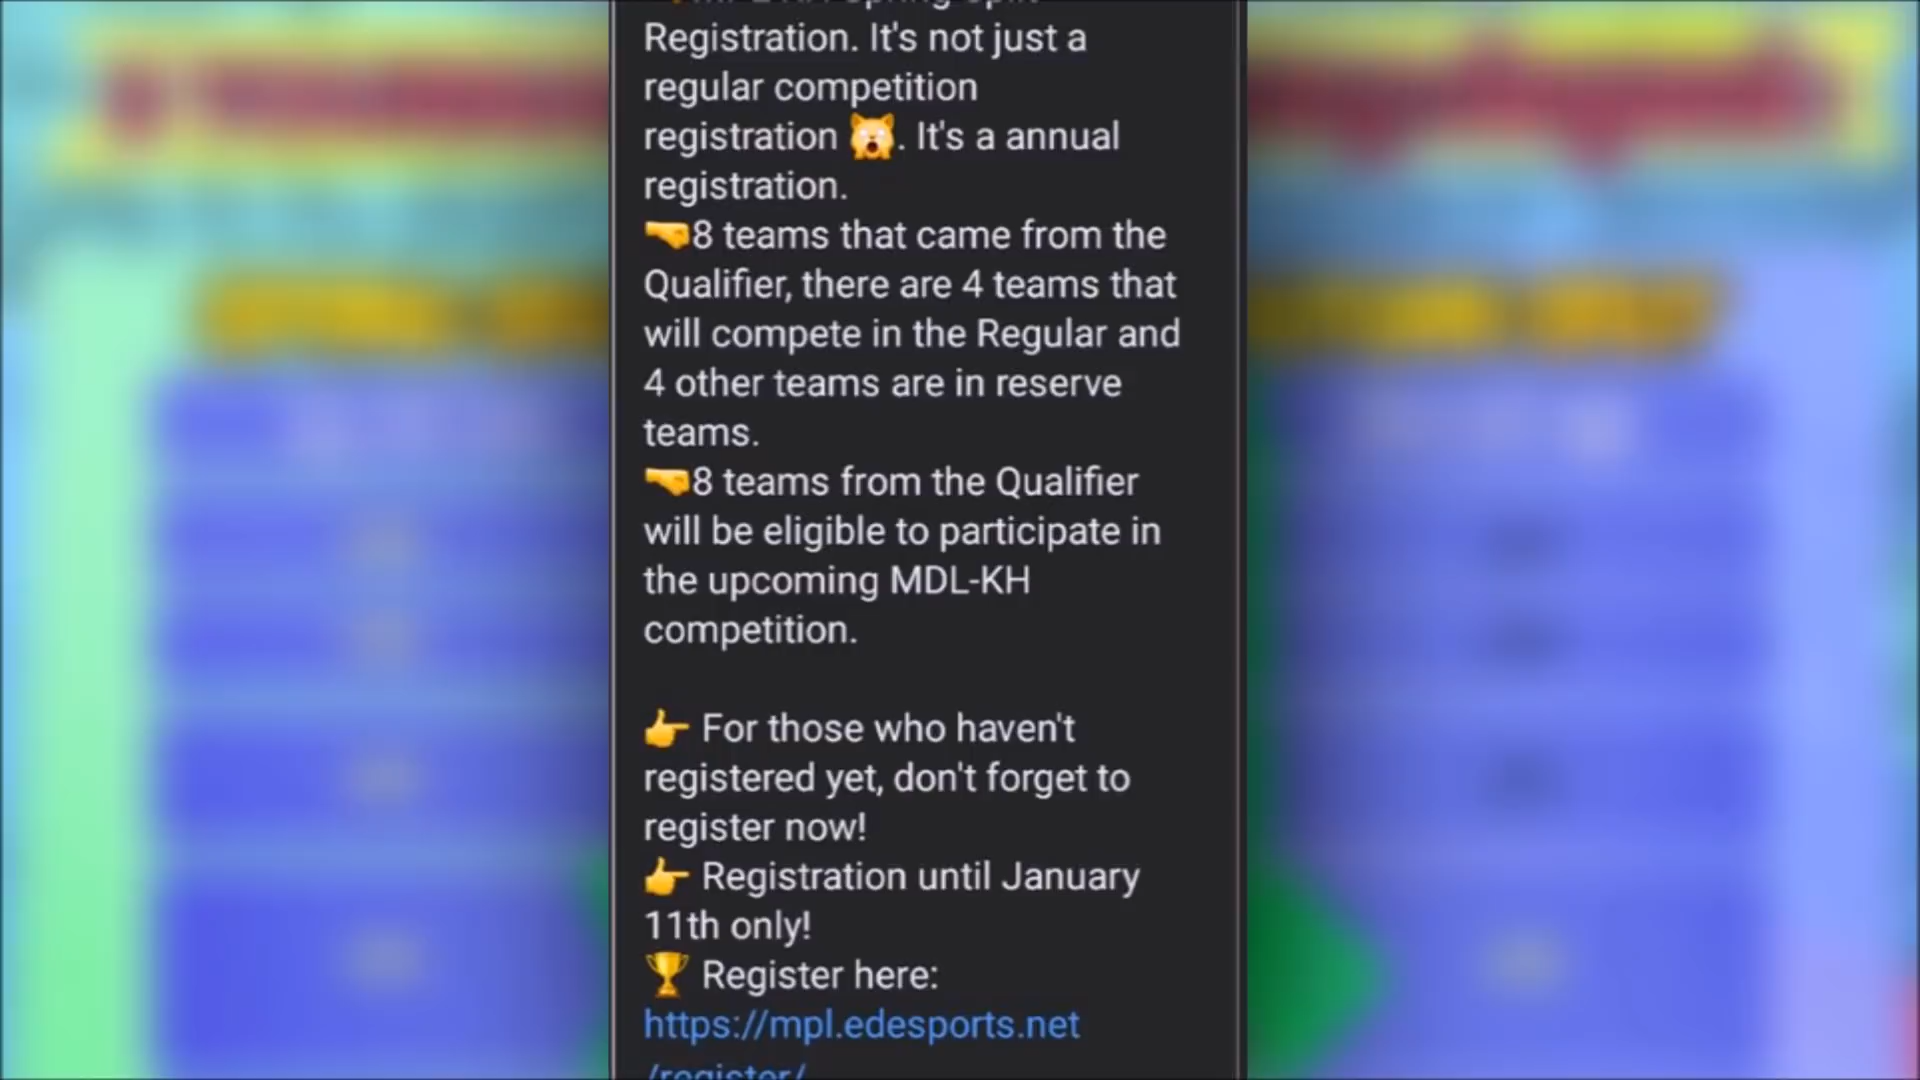 Registration. It's not just a
regular competition
registration 🙀. It's a annual
registration.
🤜8 teams that came from the
Qualifier, there are 4 teams that
will compete in the Regular and
4 other teams are in reserve
teams.
🤜8 teams from the Qualifier
will be eligible to participate in
the upcoming MDL-KH
competition.
👉 For those who haven't
registered yet, don't forget to
register now!
👉 Registration until January
11th only!
🏆 Register here:
https://mpl.edesports.net
/register/